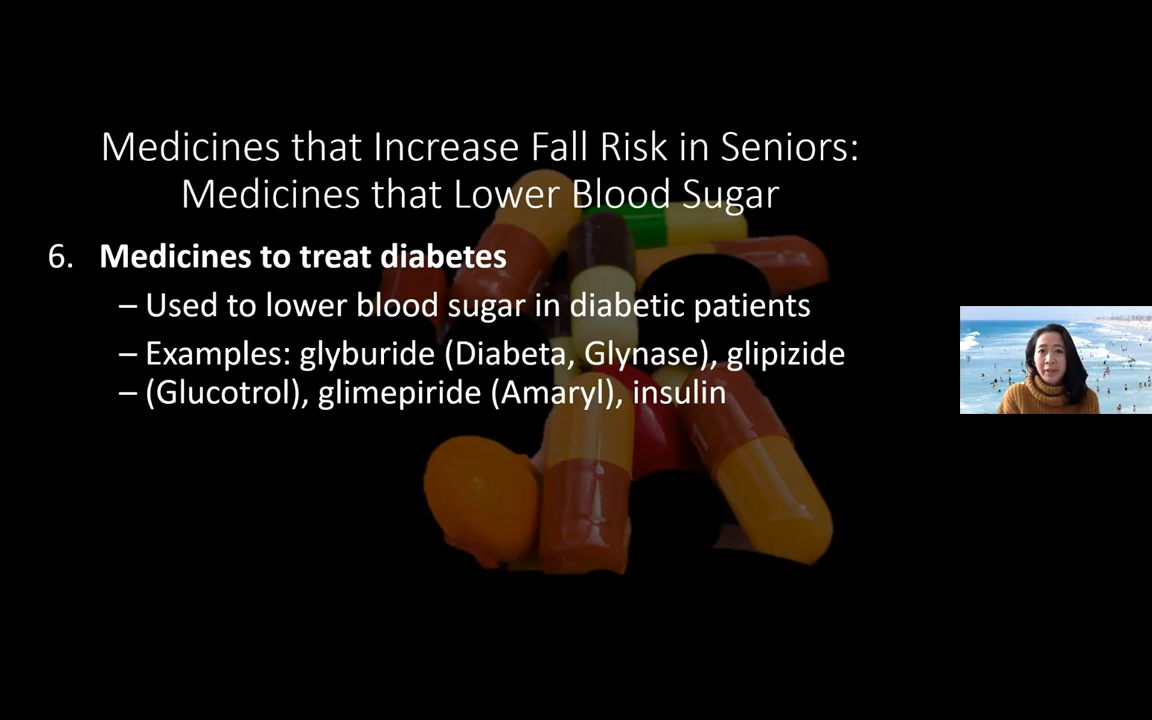 Medicines that Increase Fall Risk in Seniors:
Medicines that Lower Blood Sugar
6. Medicines to treat diabetes
– Used to lower blood sugar in diabetic patients
– Examples: glyburide (Diabeta, Glynase), glipizide
– (Glucotrol), glimepiride (Amaryl), insulin